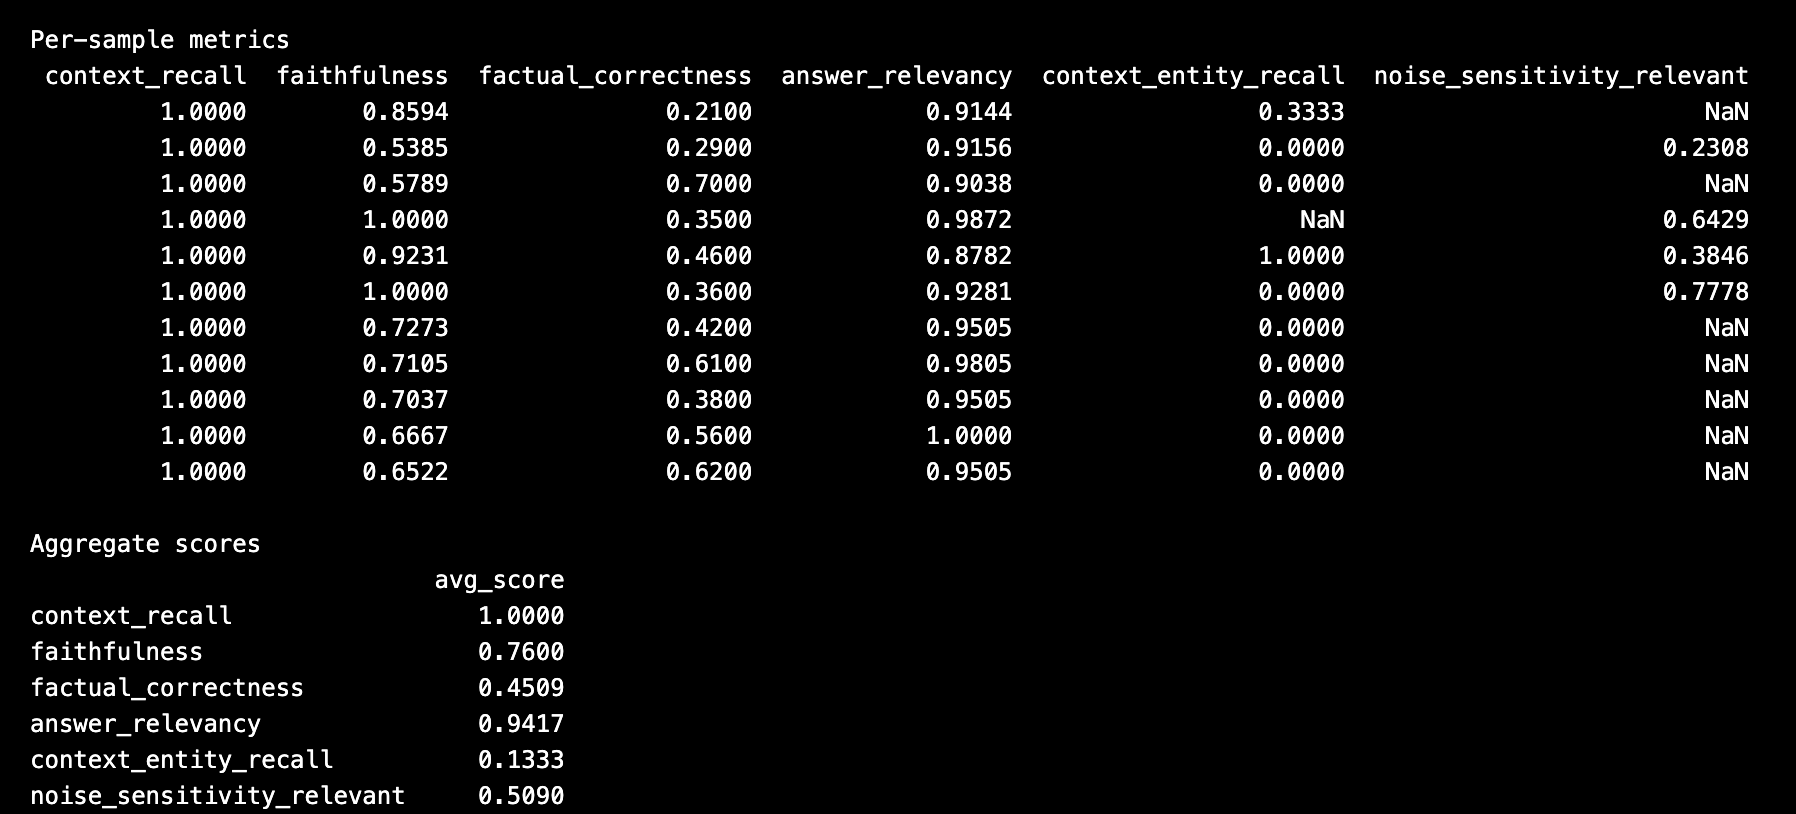 Per-sample metrics
context_recall faithfulness factual_correctness answer_relevancy context_entity_recall noise_sensitivity_relevant
1.0000 0.8594 0.2100 0.9144 0.3333 NaN
1.0000 0.5385 0.2900 0.9156 0.0000 0.2308
1.0000 0.5789 0.7000 0.9038 0.0000 NaN
1.0000 1.0000 0.3500 0.9872 NaN 0.6429
1.0000 0.9231 0.4600 0.8782 1.0000 0.3846
1.0000 1.0000 0.3600 0.9281 0.0000 0.7778
1.0000 0.7273 0.4200 0.9505 0.0000 NaN
1.0000 0.7105 0.6100 0.9805 0.0000 NaN
1.0000 0.7037 0.3800 0.9505 0.0000 NaN
1.0000 0.6667 0.5600 1.0000 0.0000 NaN
1.0000 0.6522 0.6200 0.9505 0.0000 NaN
Aggregate scores
avg_score
context_recall 1.0000
faithfulness 0.7600
factual_correctness 0.4509
answer_relevancy 0.9417
context_entity_recall 0.1333
noise_sensitivity_relevant 0.5090